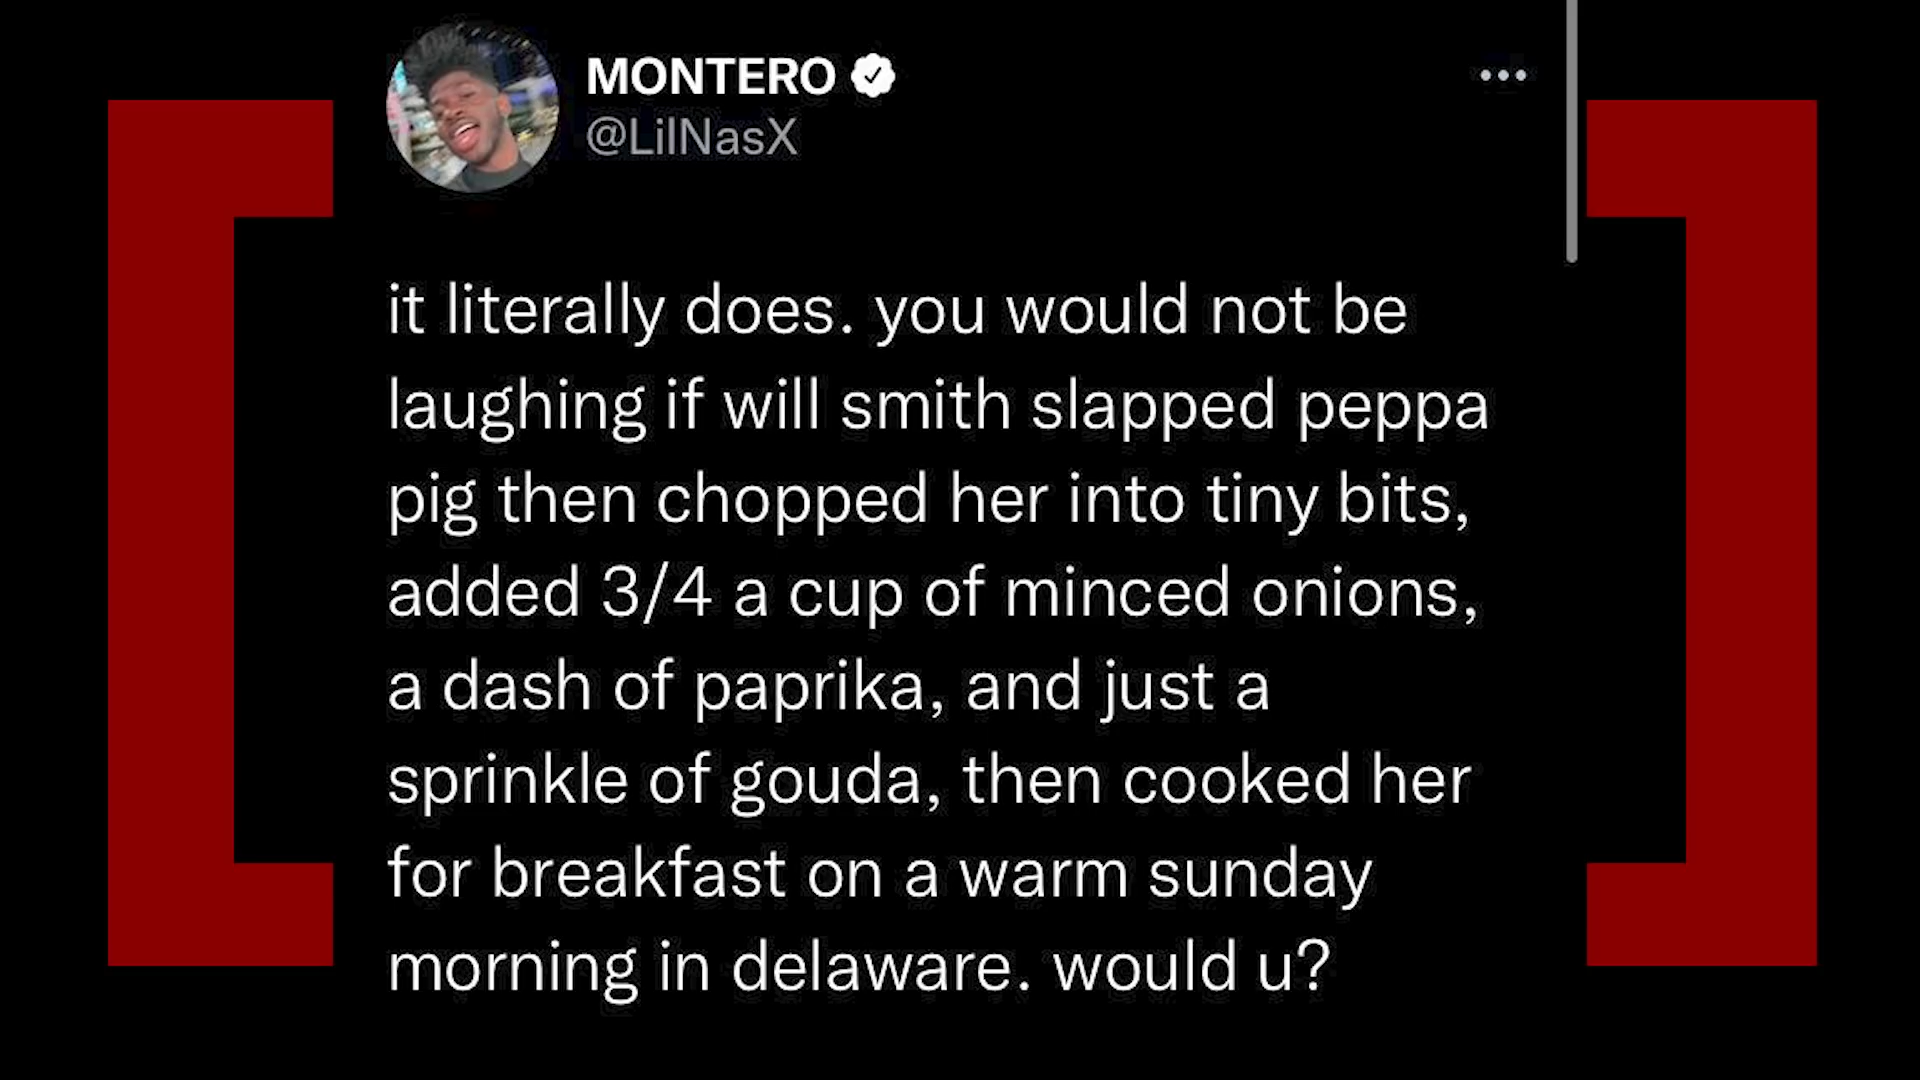 MONTERO
@LilNasX
it literally does. you would not be
laughing if will smith slapped peppa
pig then chopped her into tiny bits,
added 3/4 a cup of minced onions,
a dash of paprika, and just a
sprinkle of gouda, then cooked her
for breakfast on a warm sunday
morning in delaware. would u?